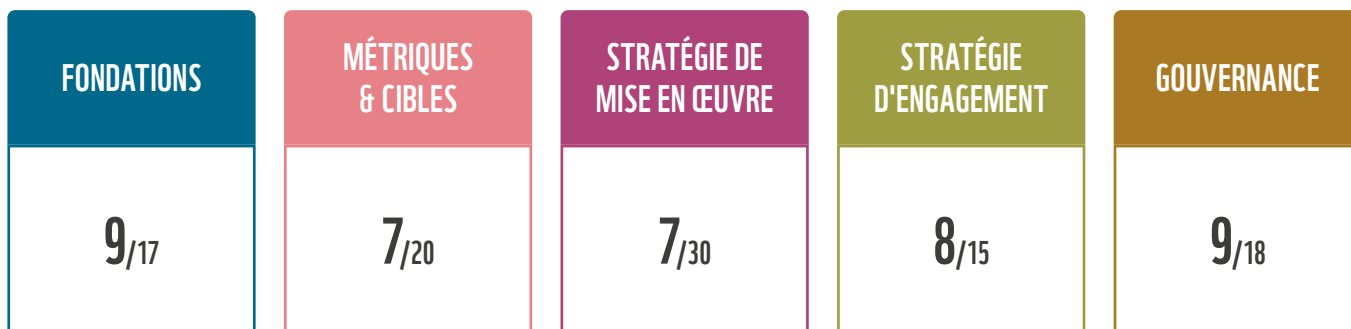 FONDATIONS
9/17
MÉTRIQUES
& CIBLES
7/20
STRATÉGIE DE
MISE EN ŒUVRE
7/30
STRATÉGIE
D'ENGAGEMENT
8/15
GOUVERNANCE
9/18